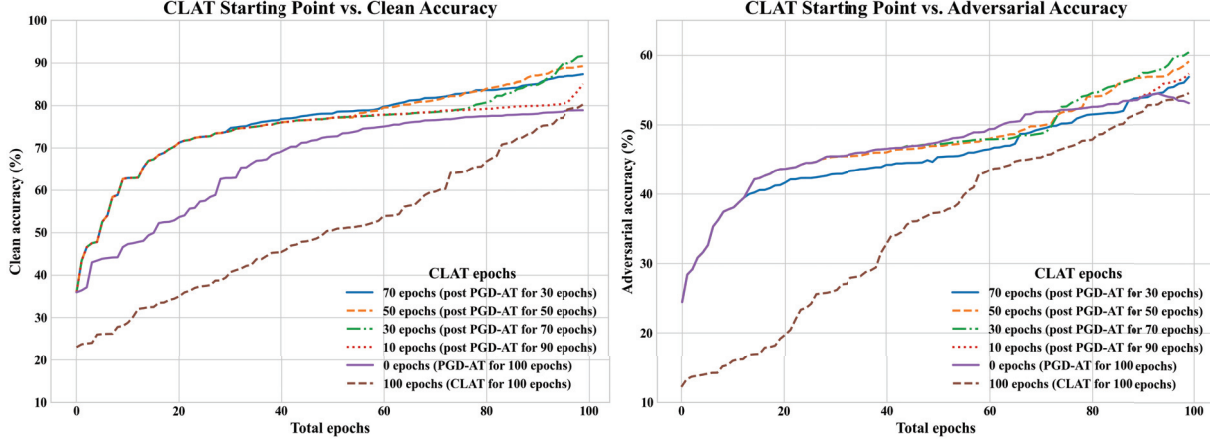 CLAT Starting Point vs. Clean Accuracy
100
90
80
70
60
50
40
30
20
10
Clean accuracy (%)
0
20
40
60
80
100
Total epochs
CLAT epochs
70 epochs (post PGD-AT for 30 epochs)
50 epochs (post PGD-AT for 50 epochs)
30 epochs (post PGD-AT for 70 epochs)
10 epochs (post PGD-AT for 90 epochs)
0 epochs (PGD-AT for 100 epochs)
100 epochs (CLAT for 100 epochs)
CLAT Starting Point vs. Adversarial Accuracy
60
50
40
30
20
10
Adversarial accuracy (%)
0
20
40
60
80
100
Total epochs
CLAT epochs
70 epochs (post PGD-AT for 30 epochs)
50 epochs (post PGD-AT for 50 epochs)
30 epochs (post PGD-AT for 70 epochs)
10 epochs (post PGD-AT for 90 epochs)
0 epochs (PGD-AT for 100 epochs)
100 epochs (CLAT for 100 epochs)